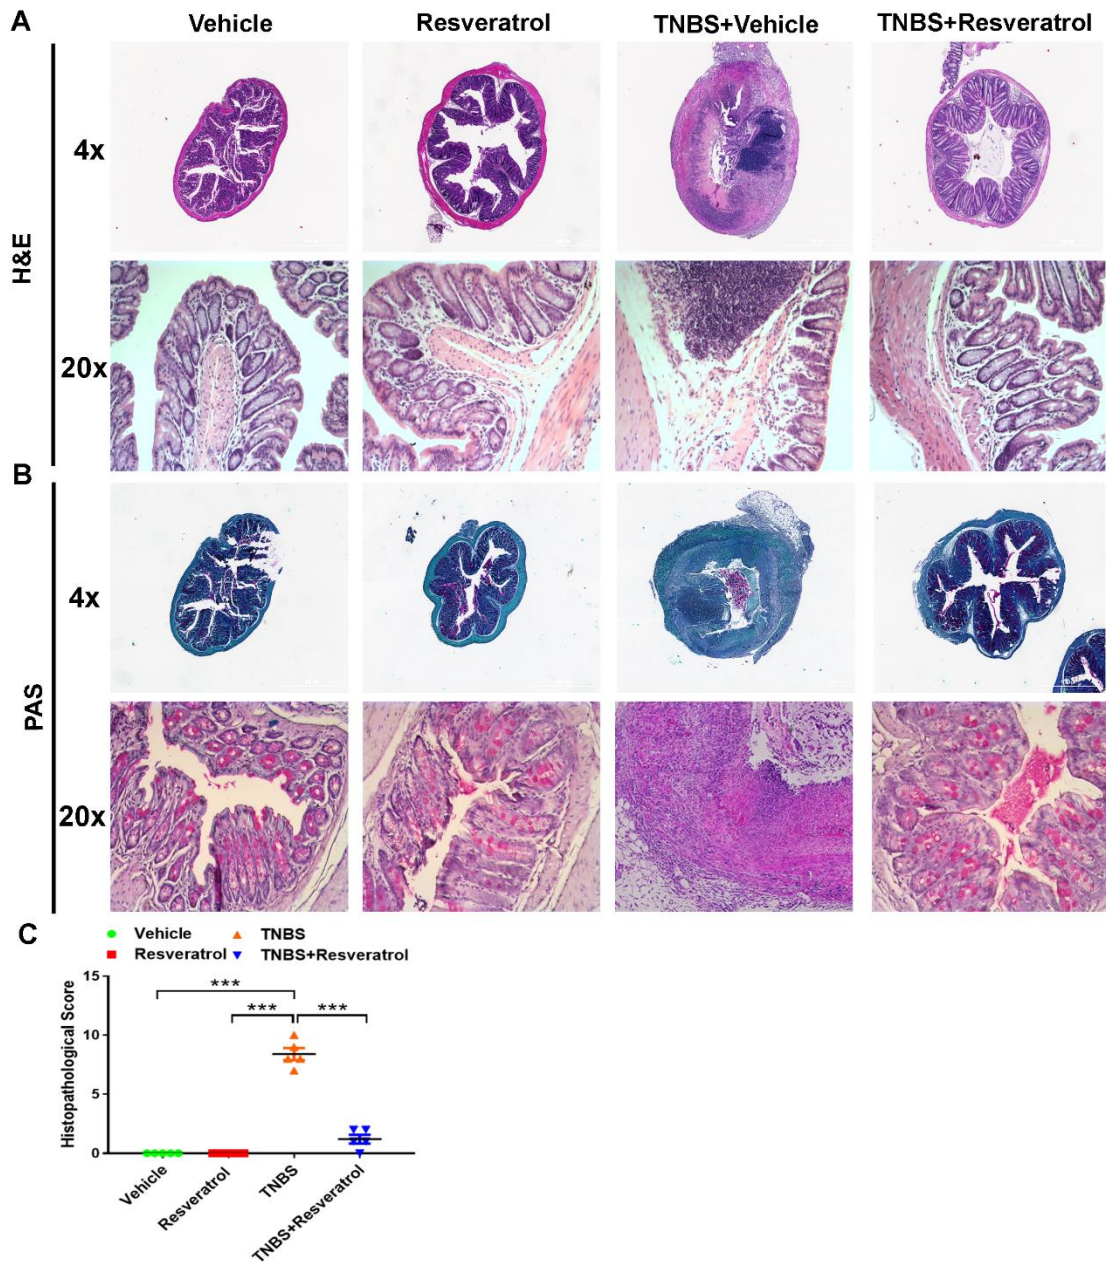 A
Vehicle Resveratrol TNBS+Vehicle TNBS+Resveratrol
H&E
4x
20x
B
PAS
4x
20x
C
Vehicle TNBS
Resveratrol TNBS+Resveratrol
Histopathological Score
15
10
5
0
***
*** ***
Vehicle
Resveratrol
TNBS
TNBS+Resveratrol